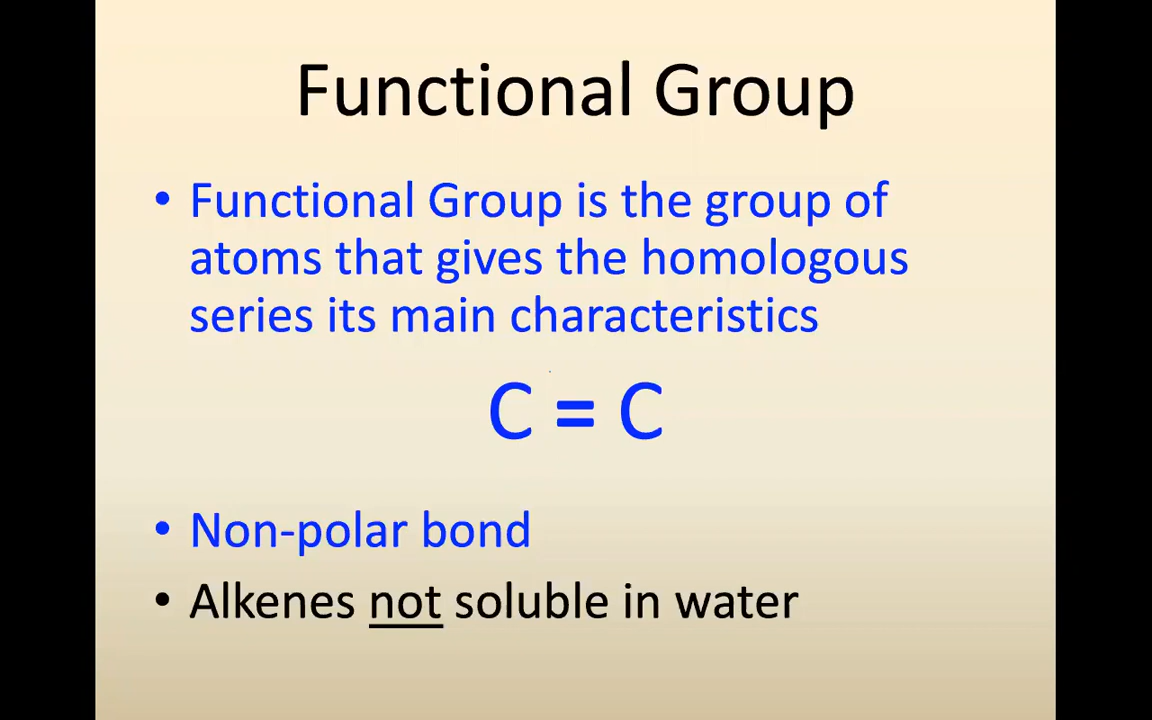 Functional Group
• Functional Group is the group of
atoms that gives the homologous
series its main characteristics
C = C
• Non-polar bond
• Alkenes not soluble in water